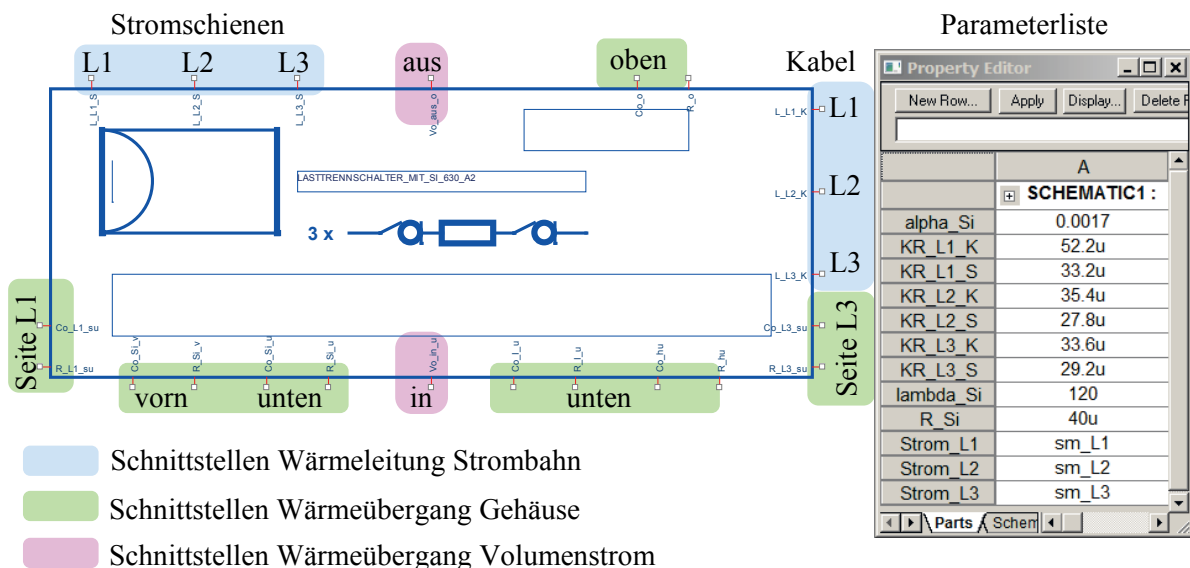 Stromschienen
Parameterliste
L1 L2 L3
aus
oben
Kabel
L_L1_S
L_L2_S
L_L3_S
Vo_aus_o
Co_o
R_o
L_L1_K
L1
L_L2_K
L2
L_L3_K
L3
LASTTRENNSCHALTER_MIT_SI_630_A2
3 x
Seite L1
Co_L1_su
R_L1_su
Co_Si_v
R_Si_v
Co_Si_u
R_Si_u
Vo_in_u
Co_l_u
R_l_u
Co_hu
R_hu
Co_L3_su
R_L3_su
Seite L3
vorn
unten
in
unten
Schnittstellen Wärmeleitung Strombahn
Schnittstellen Wärmeübergang Gehäuse
Schnittstellen Wärmeübergang Volumenstrom
Property Editor
New Row... Apply Display... Delete
A
SCHEMATIC1 :
alpha_Si 0.0017
KR_L1_K 52.2u
KR_L1_S 33.2u
KR_L2_K 35.4u
KR_L2_S 27.8u
KR_L3_K 33.6u
KR_L3_S 29.2u
lambda_Si 120
R_Si 40u
Strom_L1 sm_L1
Strom_L2 sm_L2
Strom_L3 sm_L3
Parts Schem